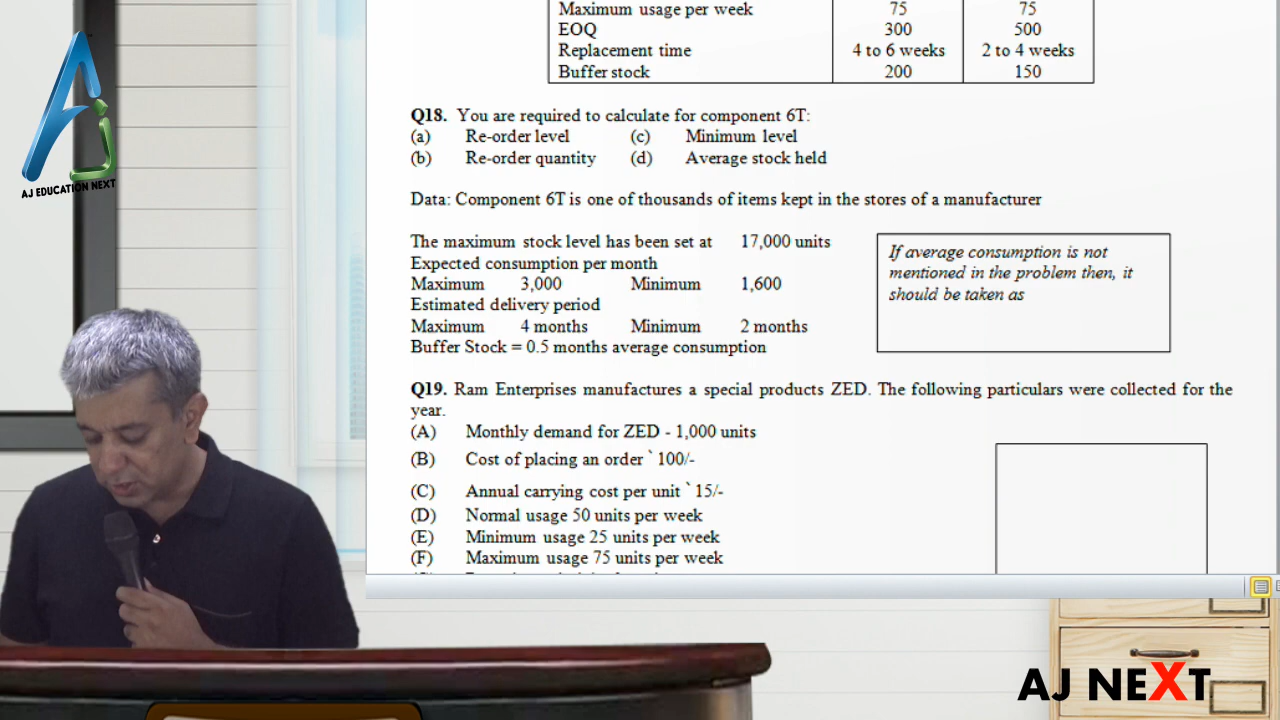 Maximum usage per week 75 75
EOQ 300 500
Replacement time 4 to 6 weeks 2 to 4 weeks
Buffer stock 200 150
Q18. You are required to calculate for component 6T:
(a) Re-order level (c) Minimum level
(b) Re-order quantity (d) Average stock held
Data: Component 6T is one of thousands of items kept in the stores of a manufacturer
The maximum stock level has been set at 17,000 units
Expected consumption per month
Maximum 3,000 Minimum 1,600
Estimated delivery period
Maximum 4 months Minimum 2 months
Buffer Stock = 0.5 months average consumption
If average consumption is not
mentioned in the problem then, it
should be taken as
Q19. Ram Enterprises manufactures a special products ZED. The following particulars were collected for the
year.
(A) Monthly demand for ZED - 1,000 units
(B) Cost of placing an order ` 100/-
(C) Annual carrying cost per unit ` 15/-
(D) Normal usage 50 units per week
(E) Minimum usage 25 units per week
(F) Maximum usage 75 units per week
AJ EDUCATION NEXT
AJ NEXT